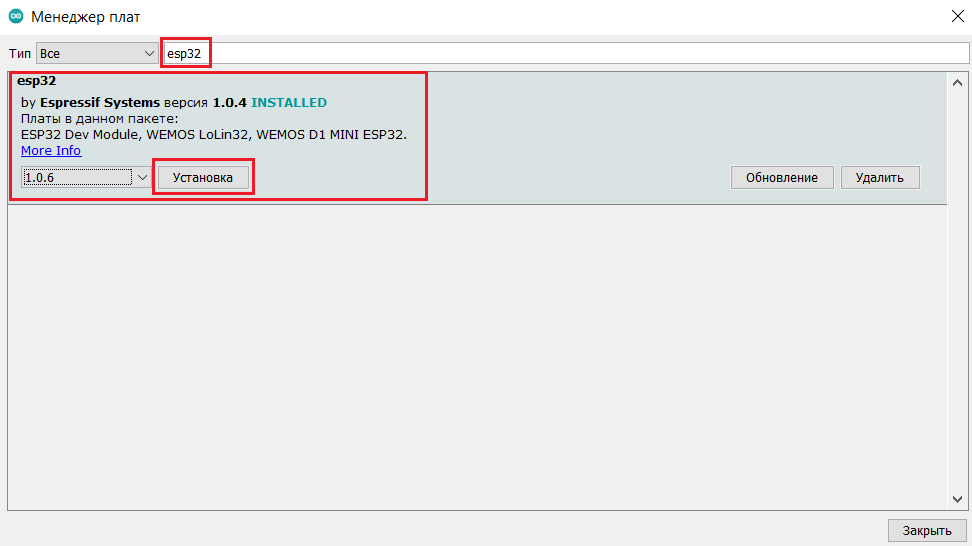 Менеджер плат
Тип Все esp32
esp32
by Espressif Systems версия 1.0.4 INSTALLED
Платы в данном пакете:
ESP32 Dev Module, WEMOS LoLin32, WEMOS D1 MINI ESP32.
More Info
1.0.6 Установка Обновление Удалить
Закрыть